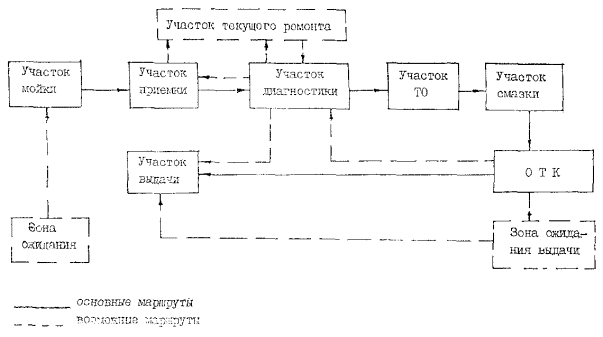 Участок текущего ремонта
Участок
мойки
Участок
приемки
Участок
диагностики
Участок
ТО
Участок
смазки
Участок
выдачи
О Т К
Зона
ожидания
Зона ожида-
ния выдачи
основные маршруты
возможные маршруты